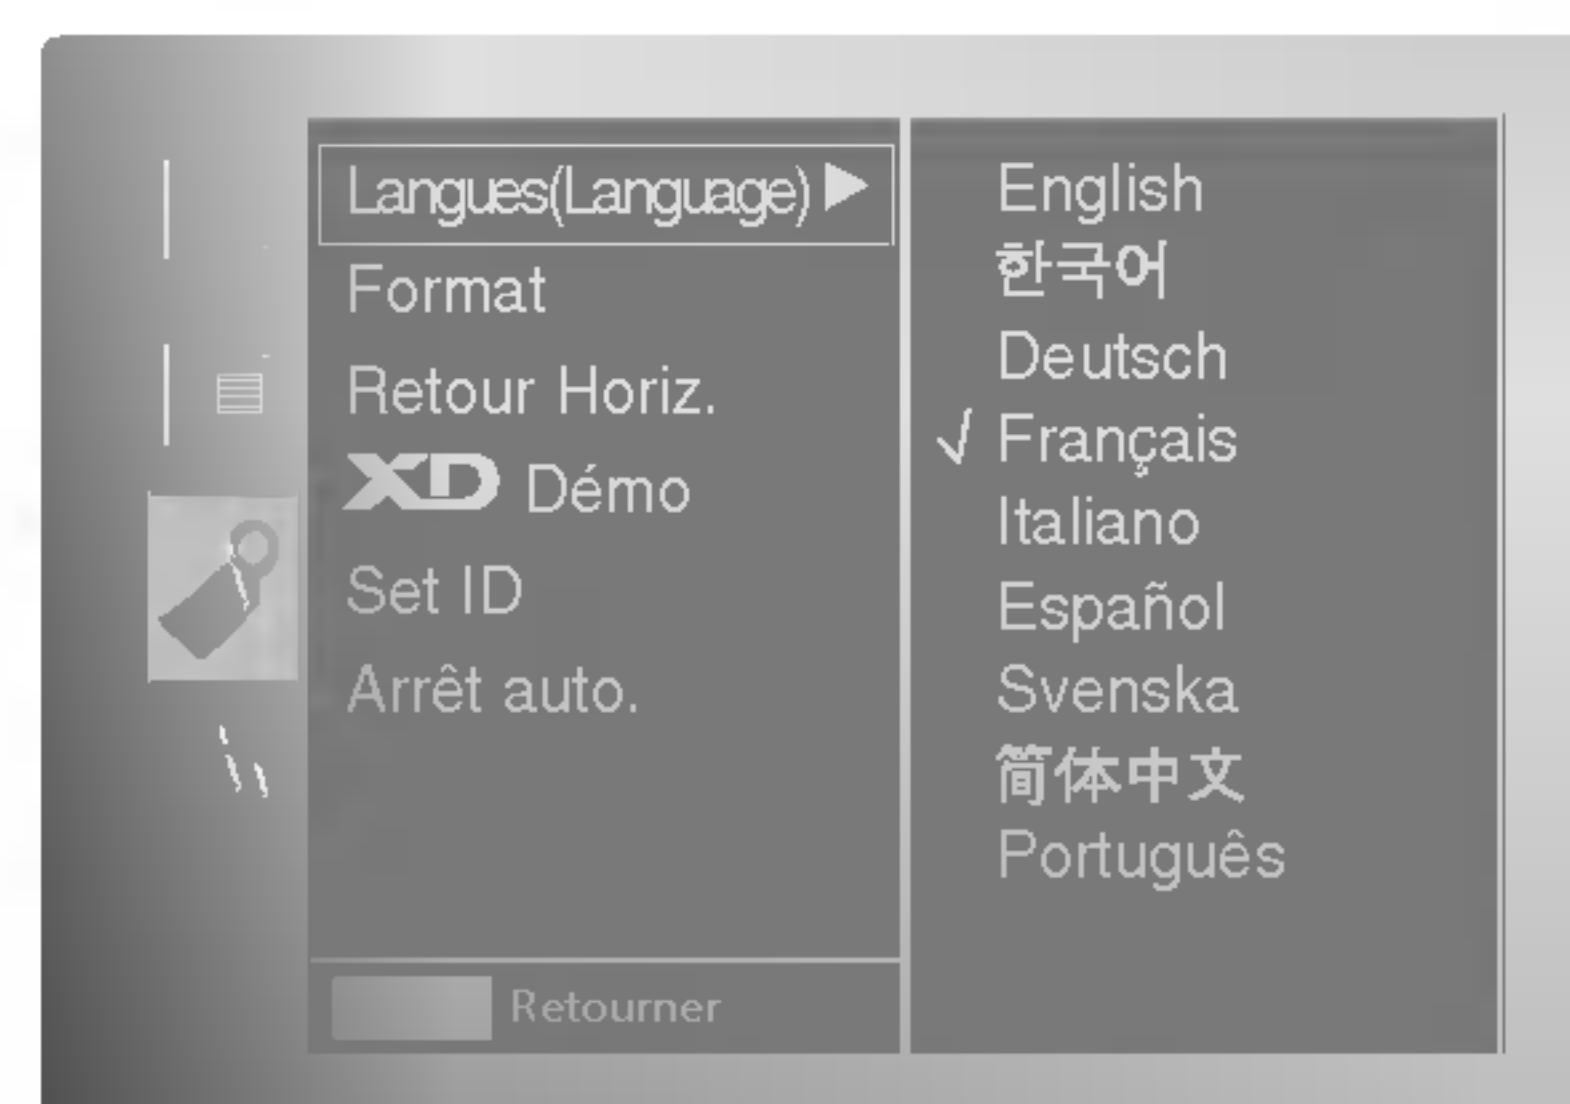 Langues(Language) ▶
Format
Retour Horiz.
XD Démo
Set ID
Arrêt auto.
Retourner
English
한국어
Deutsch
√ Français
Italiano
Español
Svenska
简体中文
Português